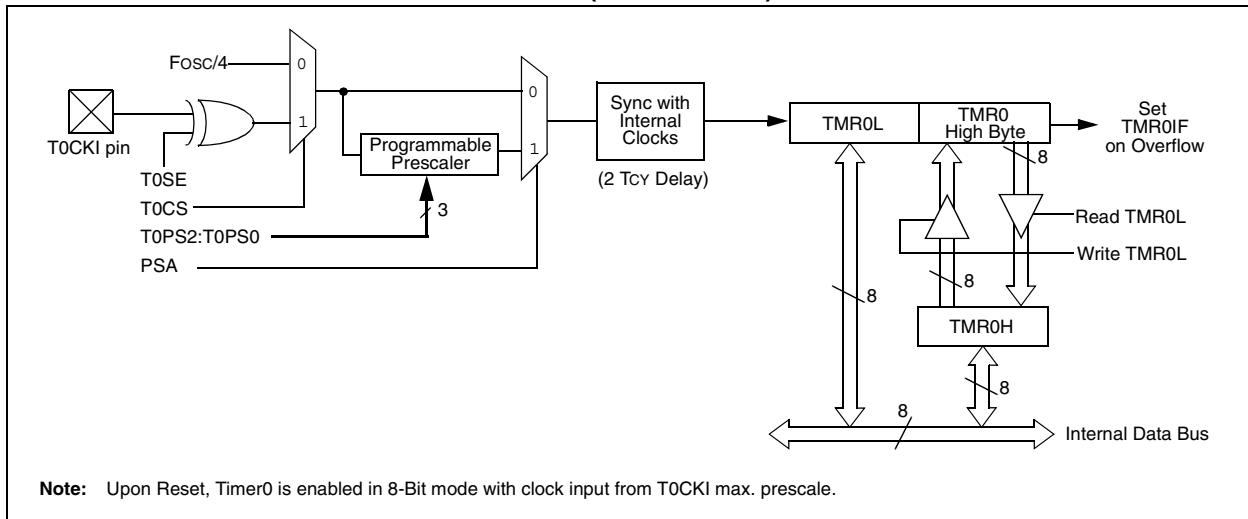 Fosc/4
0
1
T0CKI pin
T0SE
T0CS
T0PS2:T0PS0
PSA
Programmable
Prescaler
3
0
1
Sync with
Internal
Clocks
(2 TCY Delay)
TMR0L
TMR0
High Byte
Set
TMR0IF
on Overflow
8
Read TMR0L
Write TMR0L
8
8
TMR0H
8
8
Internal Data Bus
Note: Upon Reset, Timer0 is enabled in 8-Bit mode with clock input from T0CKI max. prescale.